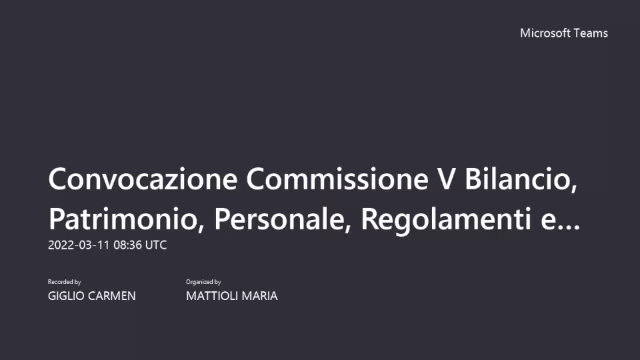 Microsoft Teams
Convocazione Commissione V Bilancio,
Patrimonio, Personale, Regolamenti e...
2022-03-11 08:36 UTC
Recorded by
Organized by
GIGLIO CARMEN
MATTIOLI MARIA